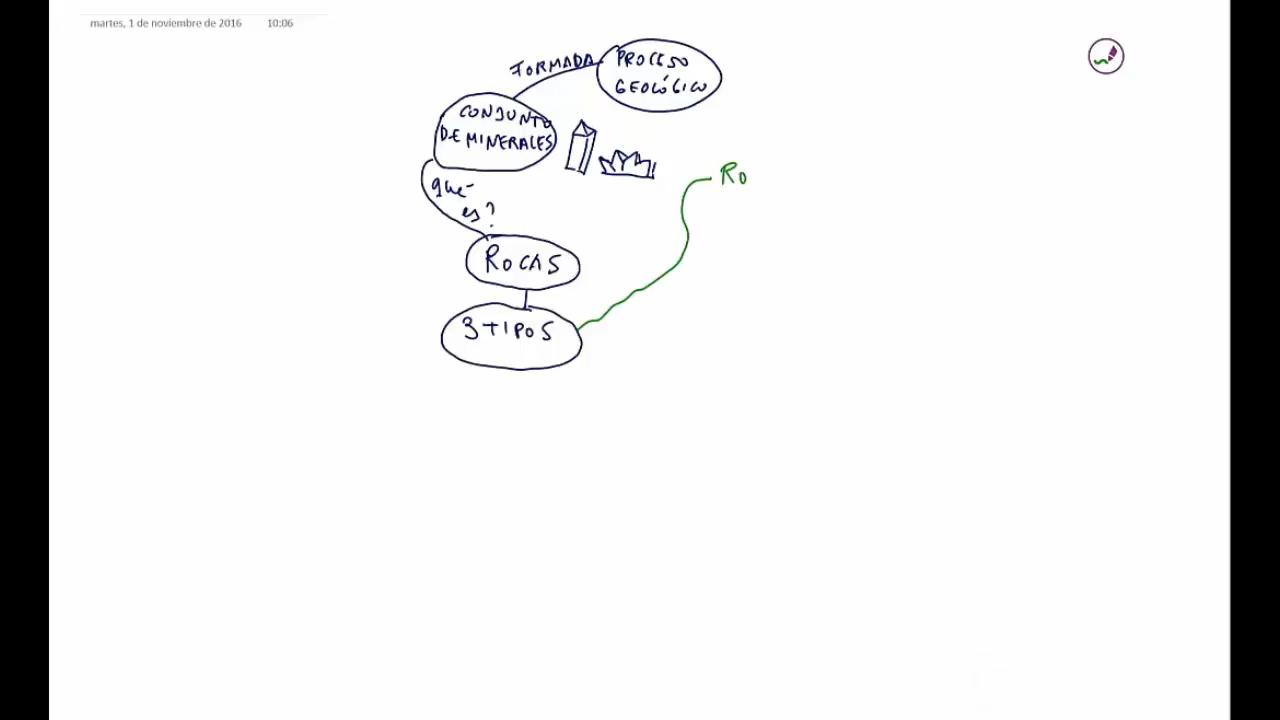 martes, 1 de noviembre de 2016 10:06
FORMADA
PROCESO
GEOLÓGICO
CONJUNTO
DE MINERALES
que
es?
Ro
ROCAS
3 TIPOS